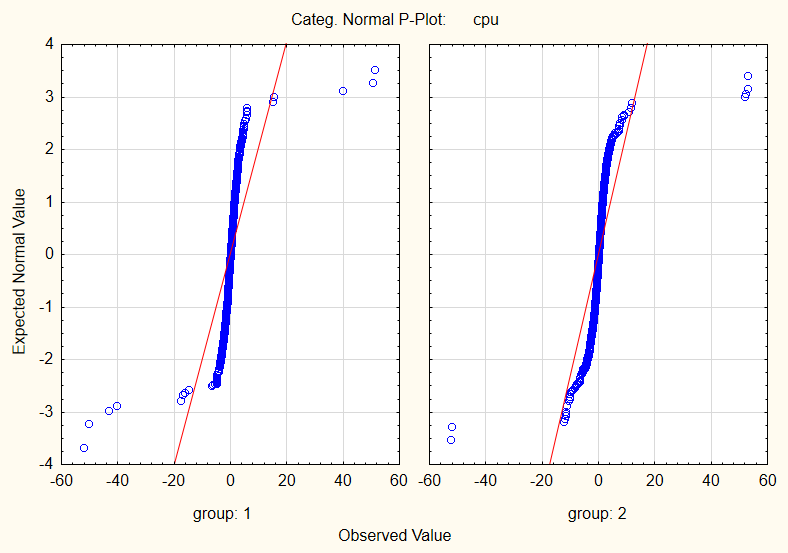 Categ. Normal P-Plot: cpu
Expected Normal Value
4
3
2
1
0
-1
-2
-3
-4
-60 -40 -20 0 20 40 60 -60 -40 -20 0 20 40 60
group: 1 group: 2
Observed Value